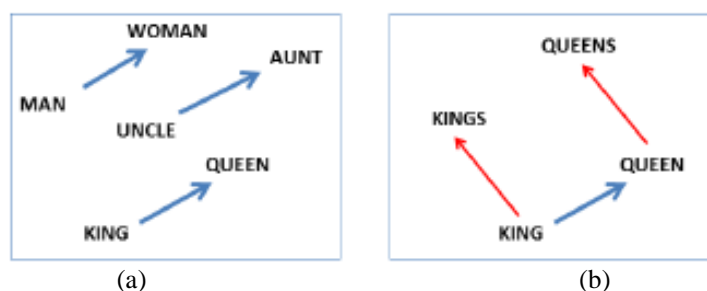 WOMAN
AUNT
MAN
UNCLE
QUEEN
KING
(a)
QUEENS
KINGS
QUEEN
KING
(b)